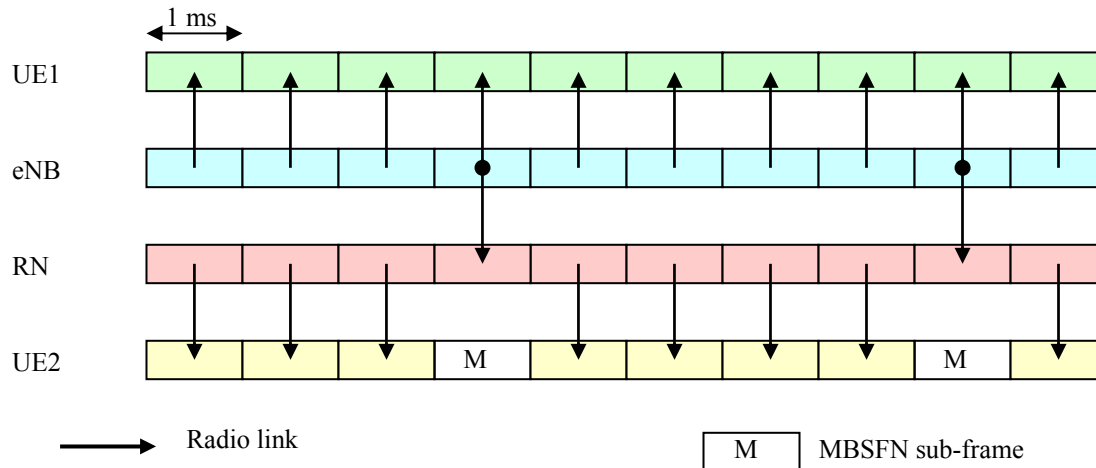 1 ms
UE1
eNB
RN
UE2 M M
Radio link
M MBSFN sub-frame